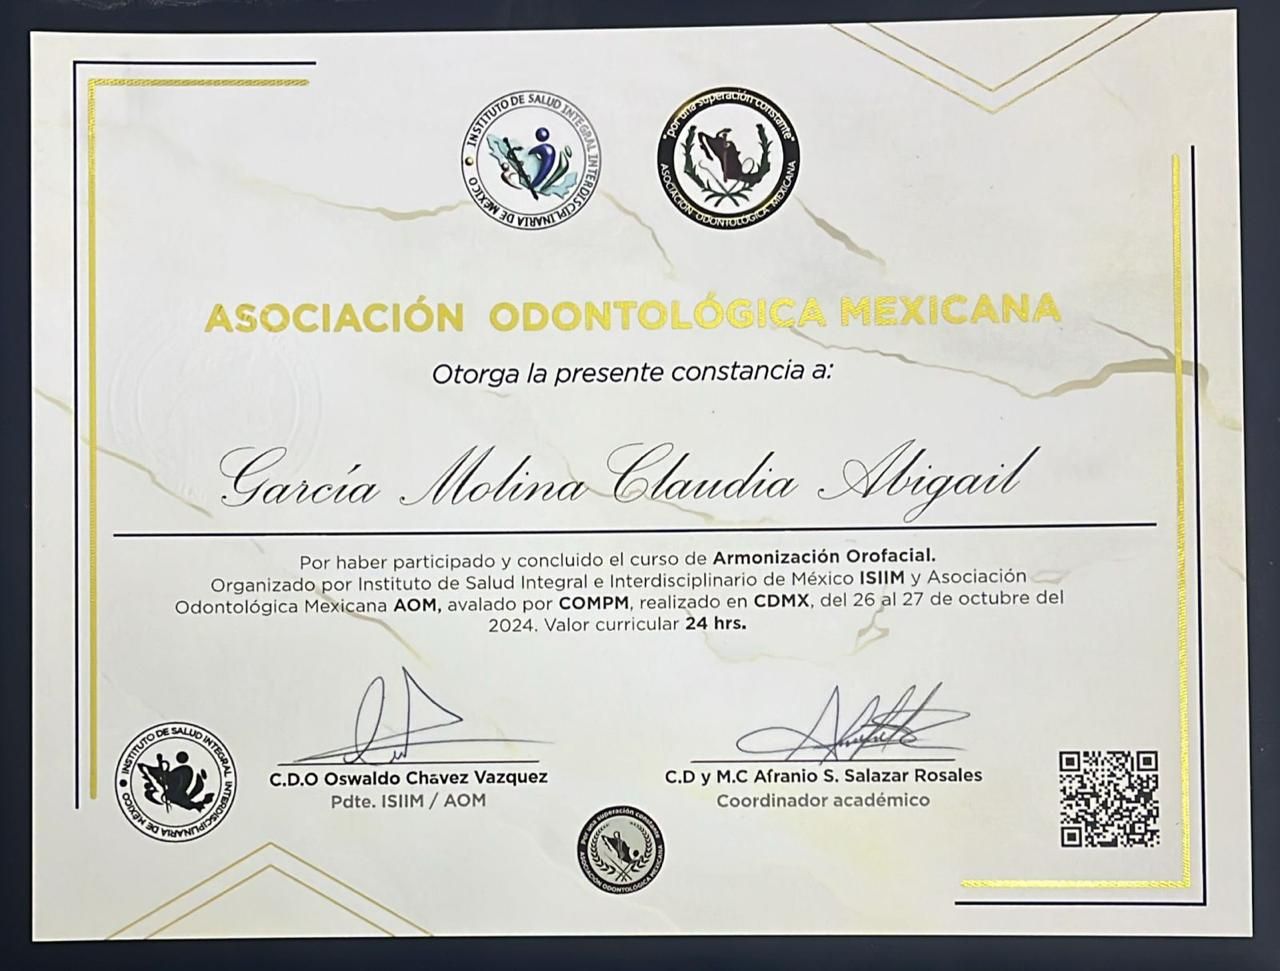 INSTITUTO DE SALUD INTEGRAL INTERDISCIPLINARIA DE MÉXICO
"por una superación constante"
ASOCIACIÓN ODONTOLÓGICA MEXICANA
ASOCIACIÓN ODONTOLÓGICA MEXICANA
Otorga la presente constancia a:
García Molina Claudia Abigail
Por haber participado y concluido el curso de Armonización Orofacial.
Organizado por Instituto de Salud Integral e Interdisciplinario de México ISIIM y Asociación
Odontológica Mexicana AOM, avalado por COMPM, realizado en CDMX, del 26 al 27 de octubre del
2024. Valor curricular 24 hrs.
C.D.O Oswaldo Chavez Vazquez
Pdte. ISIIM / AOM
C.D y M.C Afranio S. Salazar Rosales
Coordinador académico
INSTITUTO DE SALUD INTEGRAL INTERDISCIPLINARIA DE MÉXICO
Por una superación constante
ASOCIACIÓN ODONTOLÓGICA MEXICANA